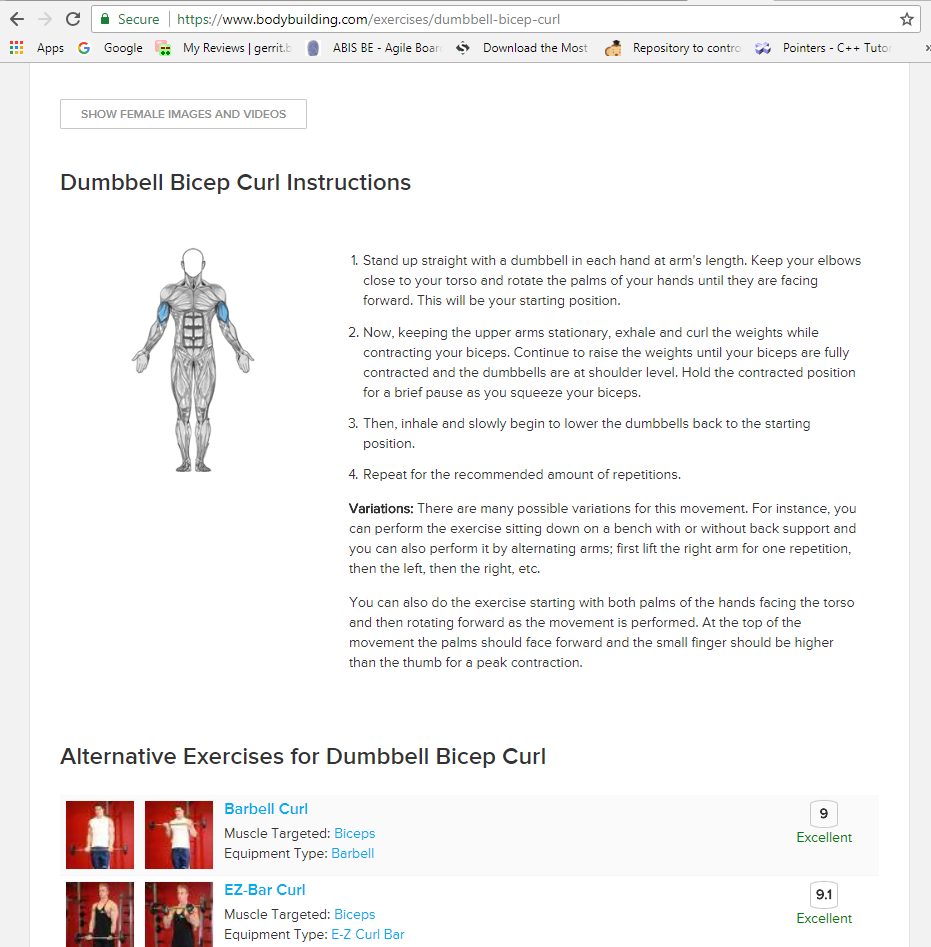 Secure https://www.bodybuilding.com/exercises/dumbbell-bicep-curl
Apps Google My Reviews | gerrit.b ABIS BE - Agile Boar Download the Most Repository to contro Pointers - C++ Tutor »
SHOW FEMALE IMAGES AND VIDEOS
Dumbbell Bicep Curl Instructions
1. Stand up straight with a dumbbell in each hand at arm's length. Keep your elbows
close to your torso and rotate the palms of your hands until they are facing
forward. This will be your starting position.
2. Now, keeping the upper arms stationary, exhale and curl the weights while
contracting your biceps. Continue to raise the weights until your biceps are fully
contracted and the dumbbells are at shoulder level. Hold the contracted position
for a brief pause as you squeeze your biceps.
3. Then, inhale and slowly begin to lower the dumbbells back to the starting
position.
4. Repeat for the recommended amount of repetitions.
Variations: There are many possible variations for this movement. For instance, you
can perform the exercise sitting down on a bench with or without back support and
you can also perform it by alternating arms; first lift the right arm for one repetition,
then the left, then the right, etc.
You can also do the exercise starting with both palms of the hands facing the torso
and then rotating forward as the movement is performed. At the top of the
movement the palms should face forward and the small finger should be higher
than the thumb for a peak contraction.
Alternative Exercises for Dumbbell Bicep Curl
Barbell Curl
Muscle Targeted: Biceps
Equipment Type: Barbell
9
Excellent
EZ-Bar Curl
Muscle Targeted: Biceps
Equipment Type: E-Z Curl Bar
9.1
Excellent